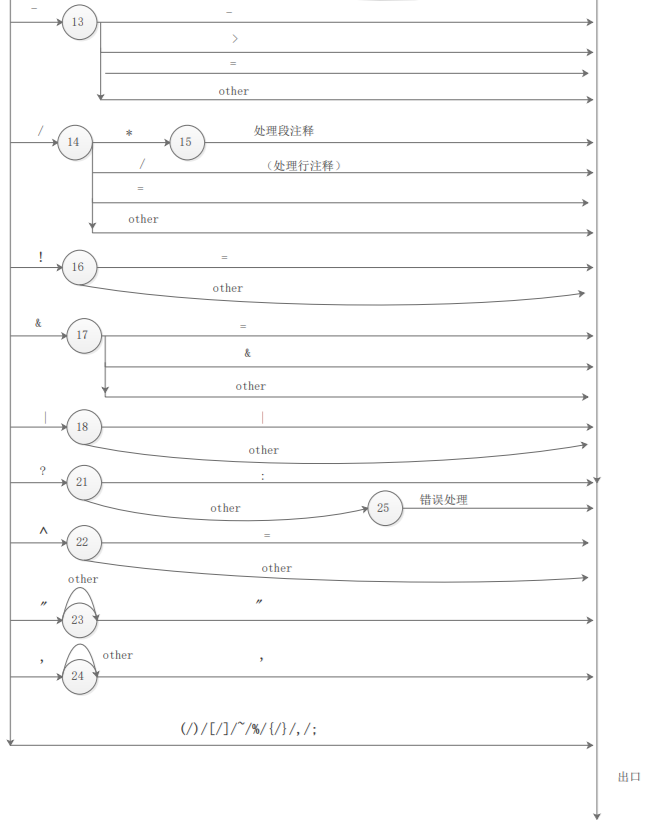 -
13
-
>
=
other
/
14
*
15
处理段注释
/
(处理行注释)
=
other
!
16
=
other
&
17
=
&
other
|
18
|
other
?
21
:
other
25
错误处理
^
22
=
other
other
"
23
"
,
24
other
,
(/)/[/]/~/%/{/}/,/;
出口